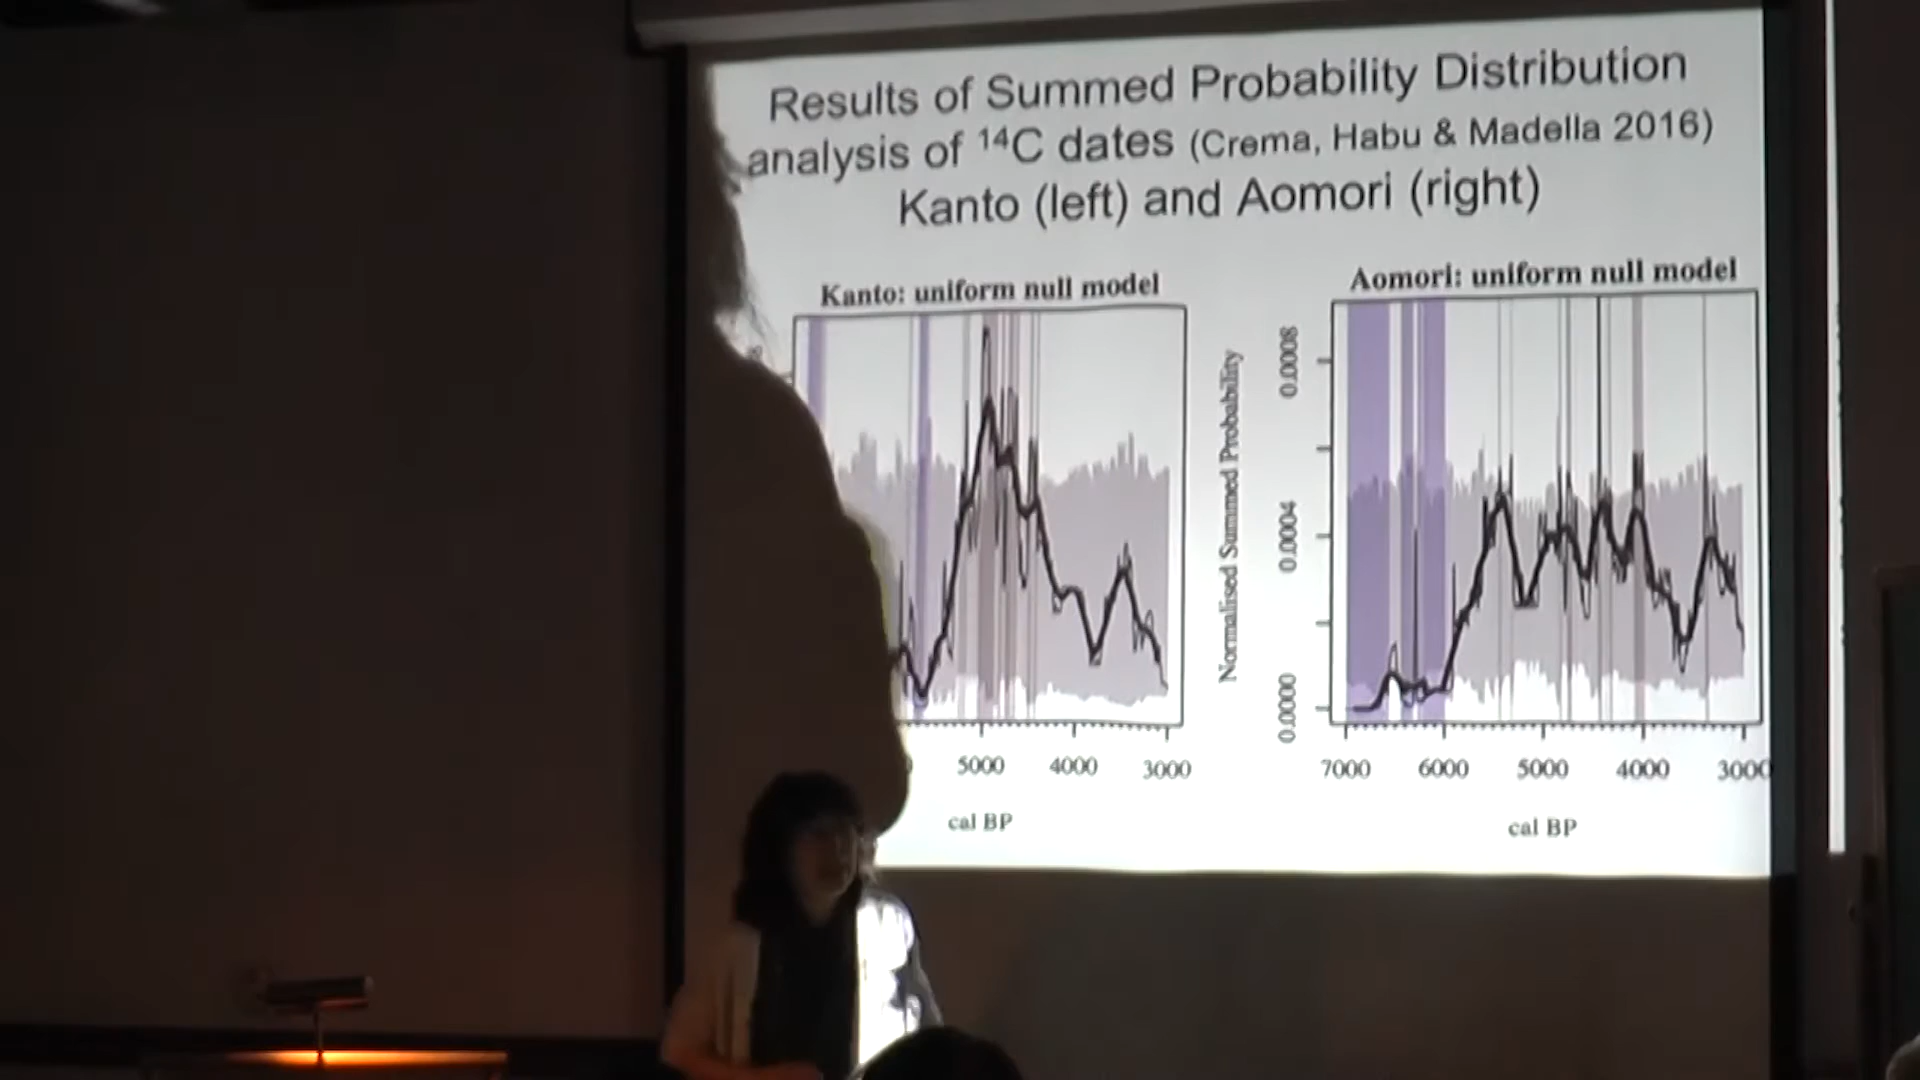 Results of Summed Probability Distribution
analysis of ¹⁴C dates (Crema, Habu & Madella 2016)
Kanto (left) and Aomori (right)
Kanto: uniform null model
5000 4000 3000
cal BP
Aomori: uniform null model
Normalised Summed Probability
0.0008
0.0004
0.0000
7000 6000 5000 4000 3000
cal BP